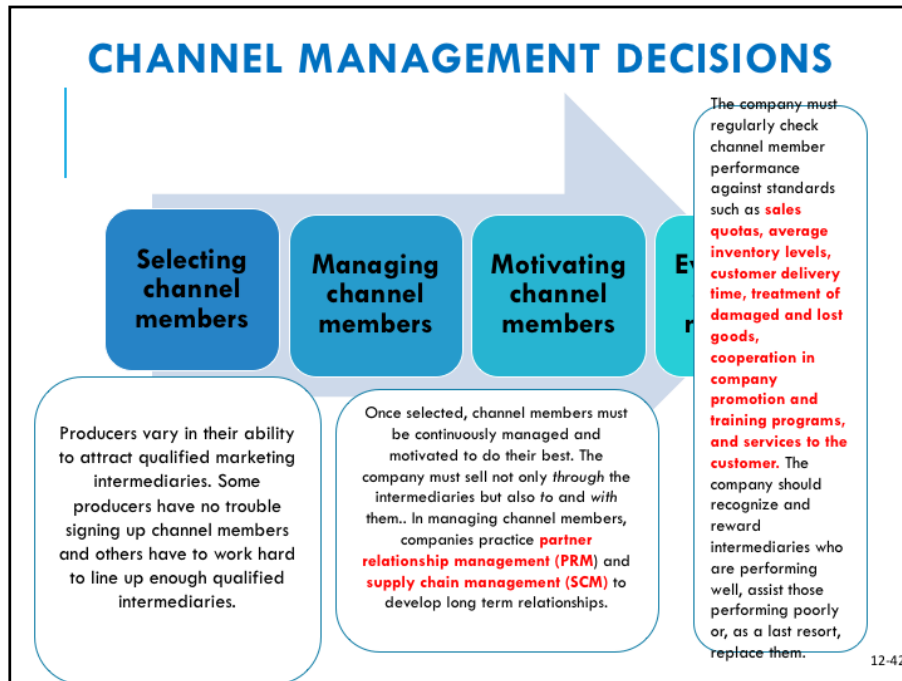 CHANNEL MANAGEMENT DECISIONS
Selecting
channel
members
Managing
channel
members
Motivating
channel
members
Producers vary in their ability
to attract qualified marketing
intermediaries. Some
producers have no trouble
signing up channel members
and others have to work hard
to line up enough qualified
intermediaries.
Once selected, channel members must
be continuously managed and
motivated to do their best. The
company must sell not only through the
intermediaries but also to and with
them.. In managing channel members,
companies practice partner
relationship management (PRM) and
supply chain management (SCM) to
develop long term relationships.
The company must
regularly check
channel member
performance
against standards
such as sales
quotas, average
inventory levels,
customer delivery
time, treatment of
damaged and lost
goods,
cooperation in
company
promotion and
training programs,
and services to the
customer. The
company should
recognize and
reward
intermediaries who
are performing
well, assist those
performing poorly
or, as a last resort,
replace them.
12-42